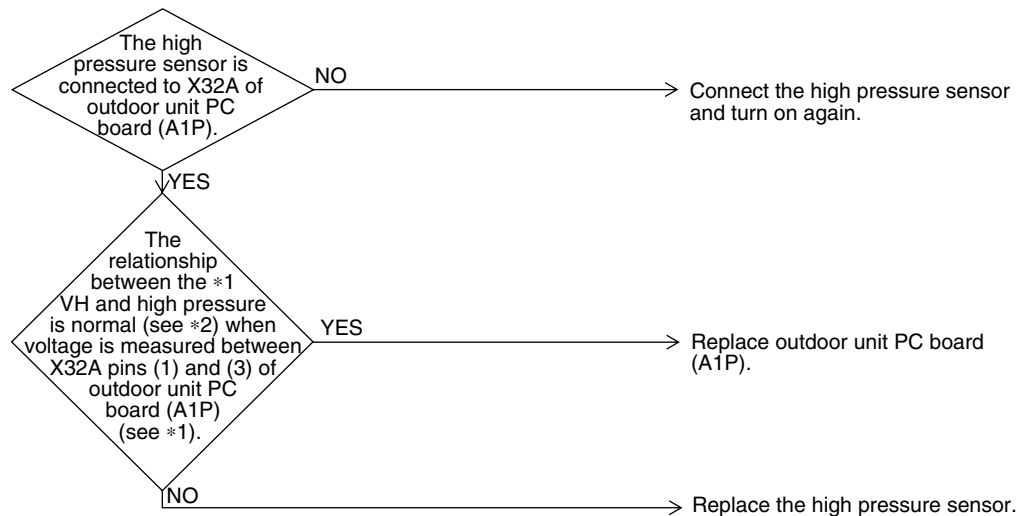 The high
pressure sensor is
connected to X32A of
outdoor unit PC
board (A1P).
NO
Connect the high pressure sensor
and turn on again.
YES
The
relationship
between the *1
VH and high pressure
is normal (see *2) when
voltage is measured between
X32A pins (1) and (3) of
outdoor unit PC
board (A1P)
(see *1).
YES
Replace outdoor unit PC board
(A1P).
NO
Replace the high pressure sensor.